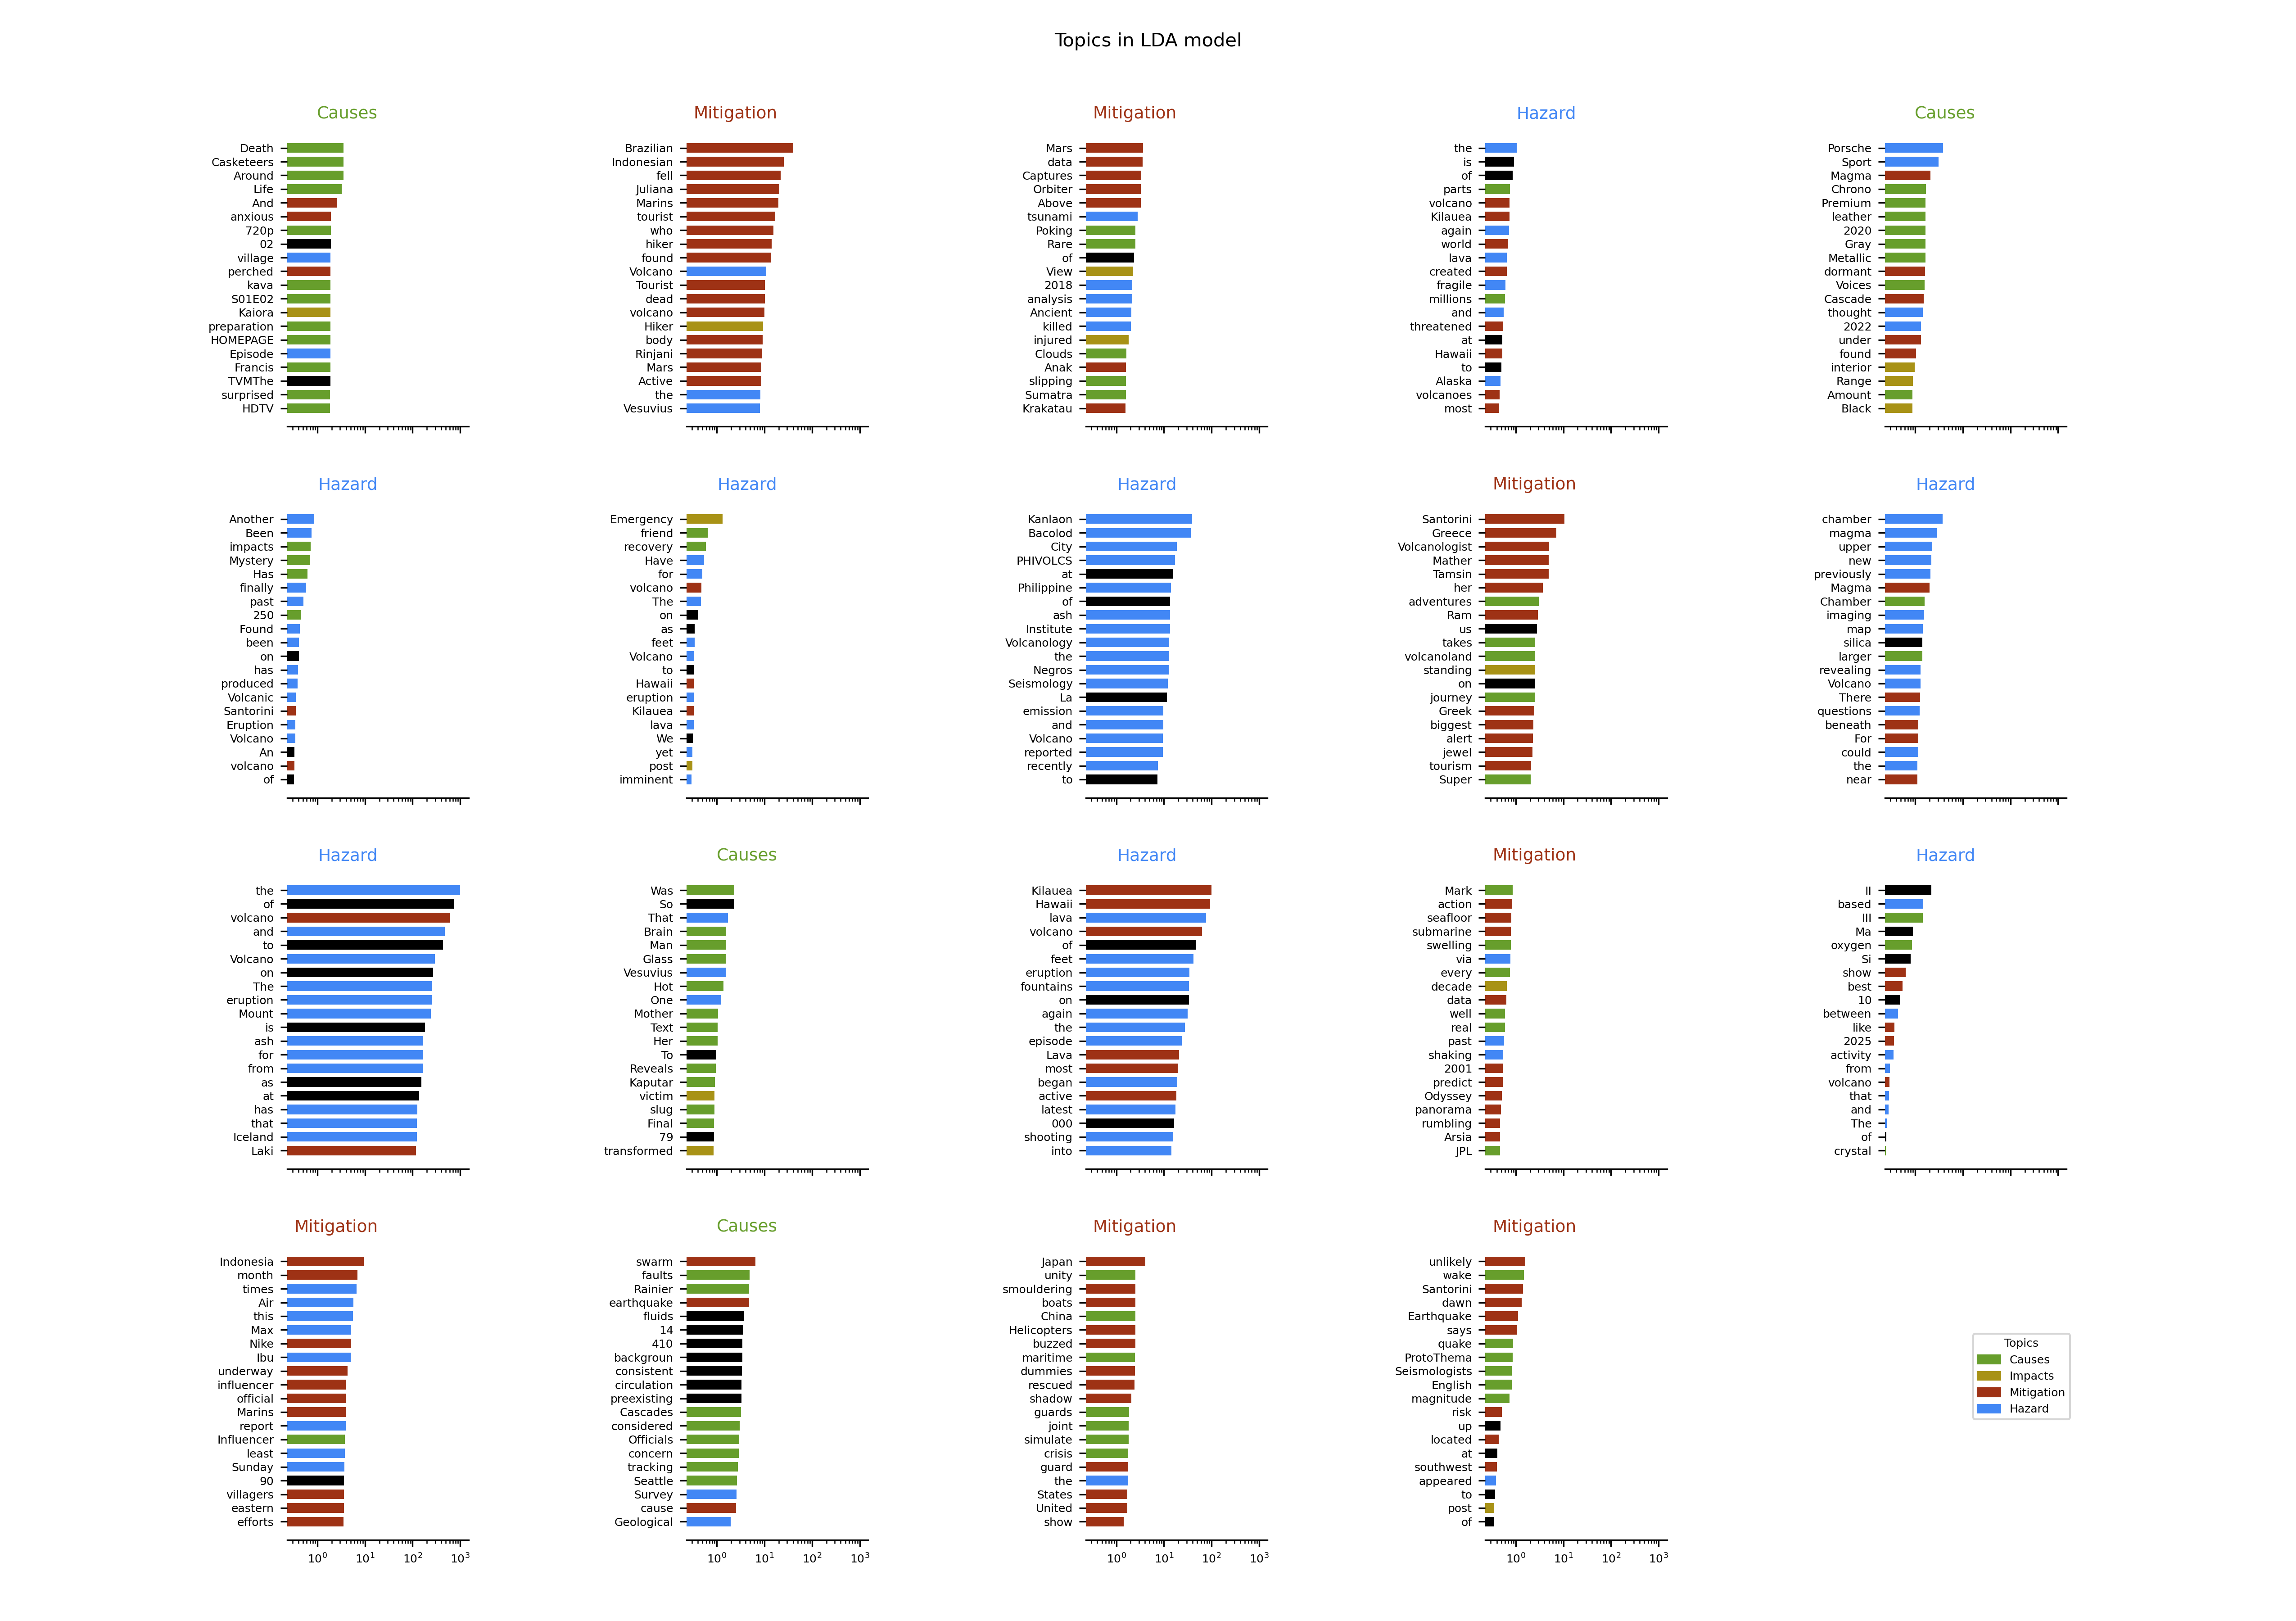 Topics in LDA model
Causes
Death
Casketeers
Around
Life
And
anxious
720p
02
village
perched
kava
S01E02
Kaiora
preparation
HOMEPAGE
Episode
Francis
TVMThe
surprised
HDTV
Mitigation
Brazilian
Indonesian
fell
Juliana
Marins
tourist
who
hiker
found
Volcano
Tourist
dead
volcano
Hiker
body
Rinjani
Mars
Active
the
Vesuvius
Mitigation
Mars
data
Captures
Orbiter
Above
tsunami
Poking
Rare
of
View
2018
analysis
Ancient
killed
injured
Clouds
Anak
slipping
Sumatra
Krakatau
Hazard
the
is
of
parts
volcano
Kilauea
again
world
lava
created
fragile
millions
and
threatened
at
Hawaii
to
Alaska
volcanoes
most
Causes
Porsche
Sport
Magma
Chrono
Premium
leather
2020
Gray
Metallic
dormant
Voices
Cascade
thought
2022
under
found
interior
Range
Amount
Black
Hazard
Another
Been
impacts
Mystery
Has
finally
past
250
Found
been
on
has
produced
Volcanic
Santorini
Eruption
Volcano
An
volcano
of
Hazard
Emergency
friend
recovery
Have
for
volcano
The
on
as
feet
Volcano
to
Hawaii
eruption
Kilauea
lava
We
yet
post
imminent
Hazard
Kanlaon
Bacolod
City
PHIVOLCS
at
Philippine
of
ash
Institute
Volcanology
the
Negros
Seismology
La
emission
and
Volcano
reported
recently
to
Mitigation
Santorini
Greece
Volcanologist
Mather
Tamsin
her
adventures
Ram
us
takes
volcanoland
standing
on
journey
Greek
biggest
alert
jewel
tourism
Super
Hazard
chamber
magma
upper
new
previously
Magma
Chamber
imaging
map
silica
larger
revealing
Volcano
There
questions
beneath
For
could
the
near
Hazard
the
of
volcano
and
to
Volcano
on
The
eruption
Mount
is
ash
for
from
as
at
has
that
Iceland
Laki
Causes
Was
So
That
Brain
Man
Glass
Vesuvius
Hot
One
Mother
Text
Her
To
Reveals
Kaputar
victim
slug
Final
79
transformed
Hazard
Kilauea
Hawaii
lava
volcano
of
feet
eruption
fountains
on
again
the
episode
Lava
most
began
active
latest
000
shooting
into
Mitigation
Mark
action
seafloor
submarine
swelling
via
every
decade
data
well
real
past
shaking
2001
predict
Odyssey
panorama
rumbling
Arsia
JPL
Hazard
II
based
III
Ma
oxygen
Si
show
best
10
between
like
2025
activity
from
volcano
that
and
The
of
crystal
Mitigation
Indonesia
month
times
Air
this
Max
Nike
Ibu
underway
influencer
official
Marins
report
Influencer
least
Sunday
90
villagers
eastern
efforts
10⁰ 10¹ 10² 10³
Causes
swarm
faults
Rainier
earthquake
fluids
14
410
backgroun
consistent
circulation
preexisting
Cascades
considered
Officials
concern
tracking
Seattle
Survey
cause
Geological
10⁰ 10¹ 10² 10³
Mitigation
Japan
unity
smouldering
boats
China
Helicopters
buzzed
maritime
dummies
rescued
shadow
guards
joint
simulate
crisis
guard
the
States
United
show
10⁰ 10¹ 10² 10³
Mitigation
unlikely
wake
Santorini
dawn
Earthquake
says
quake
ProtoThema
Seismologists
English
magnitude
risk
up
located
at
southwest
appeared
to
post
of
10⁰ 10¹ 10² 10³
Topics
Causes
Impacts
Mitigation
Hazard